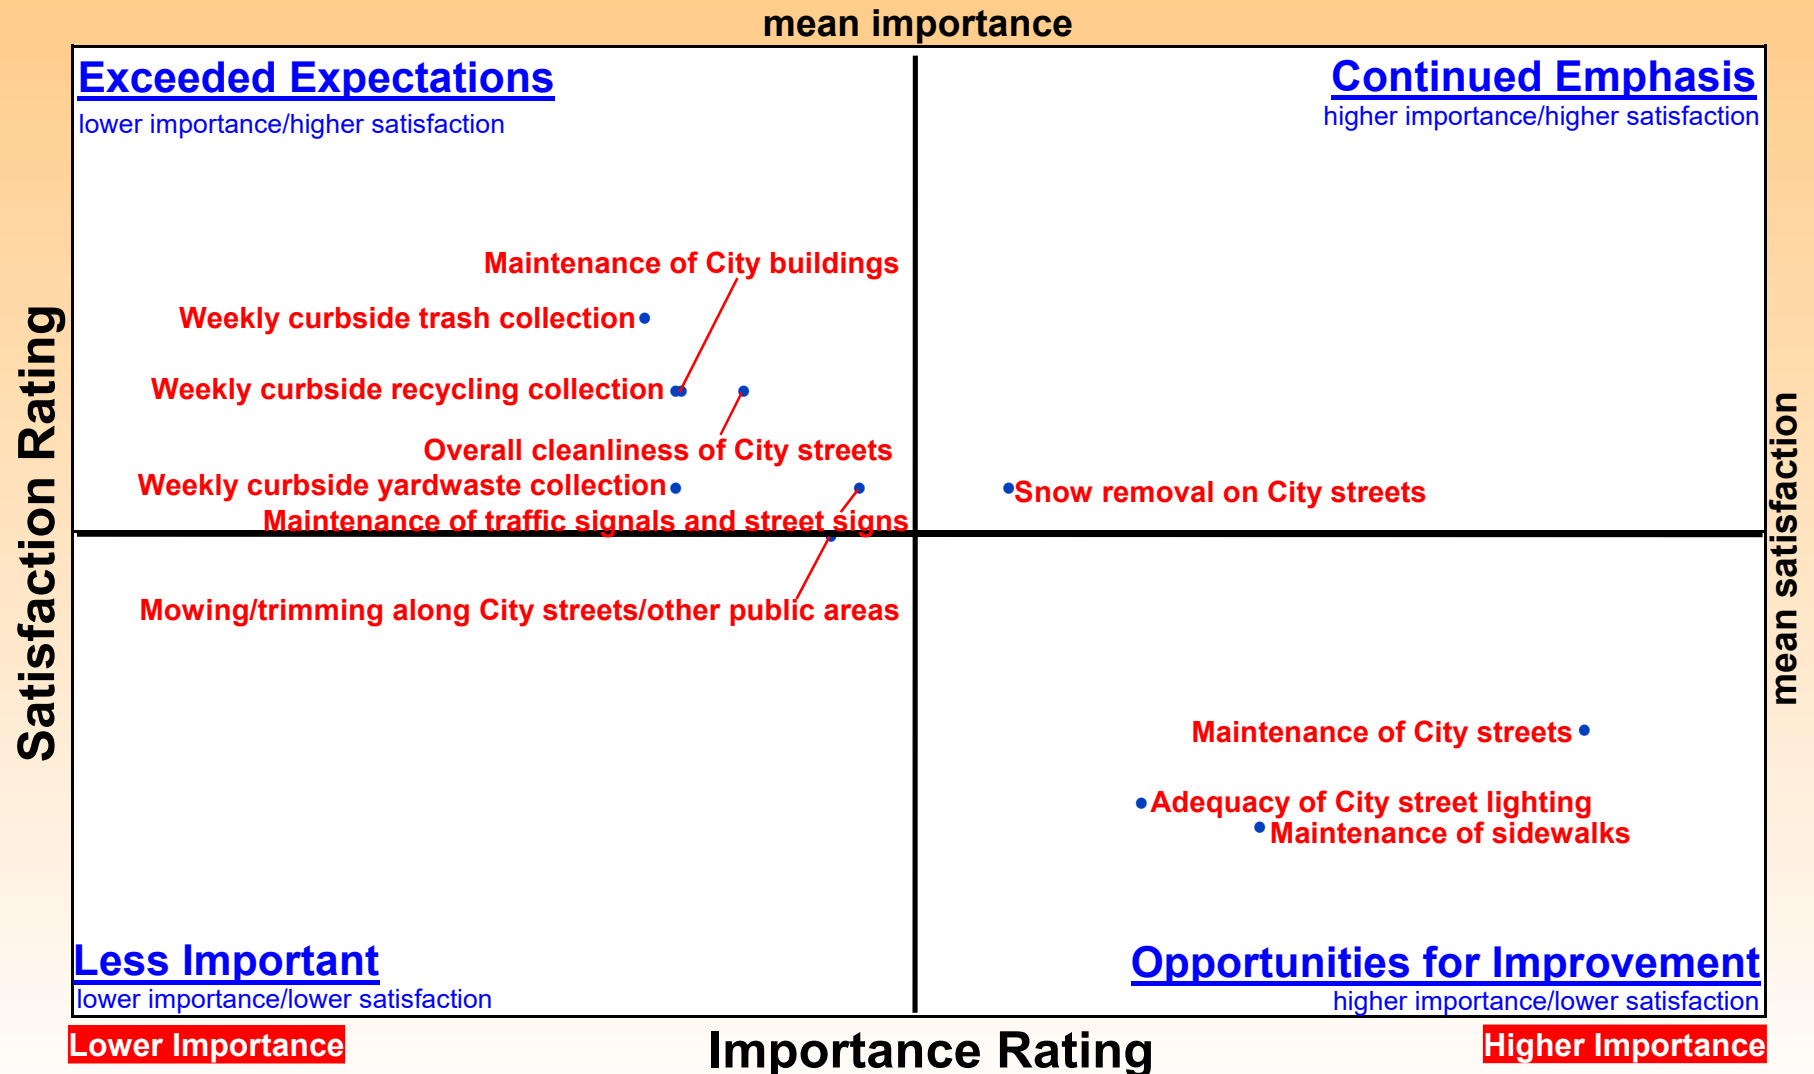 mean importance
Exceeded Expectations
lower importance/higher satisfaction
Continued Emphasis
higher importance/higher satisfaction
Maintenance of City buildings
Weekly curbside trash collection
Weekly curbside recycling collection
Overall cleanliness of City streets
Weekly curbside yardwaste collection
Snow removal on City streets
Maintenance of traffic signals and street signs
Mowing/trimming along City streets/other public areas
Satisfaction Rating
mean satisfaction
Maintenance of City streets
Adequacy of City street lighting
Maintenance of sidewalks
Less Important
lower importance/lower satisfaction
Opportunities for Improvement
higher importance/lower satisfaction
Lower Importance
Importance Rating
Higher Importance